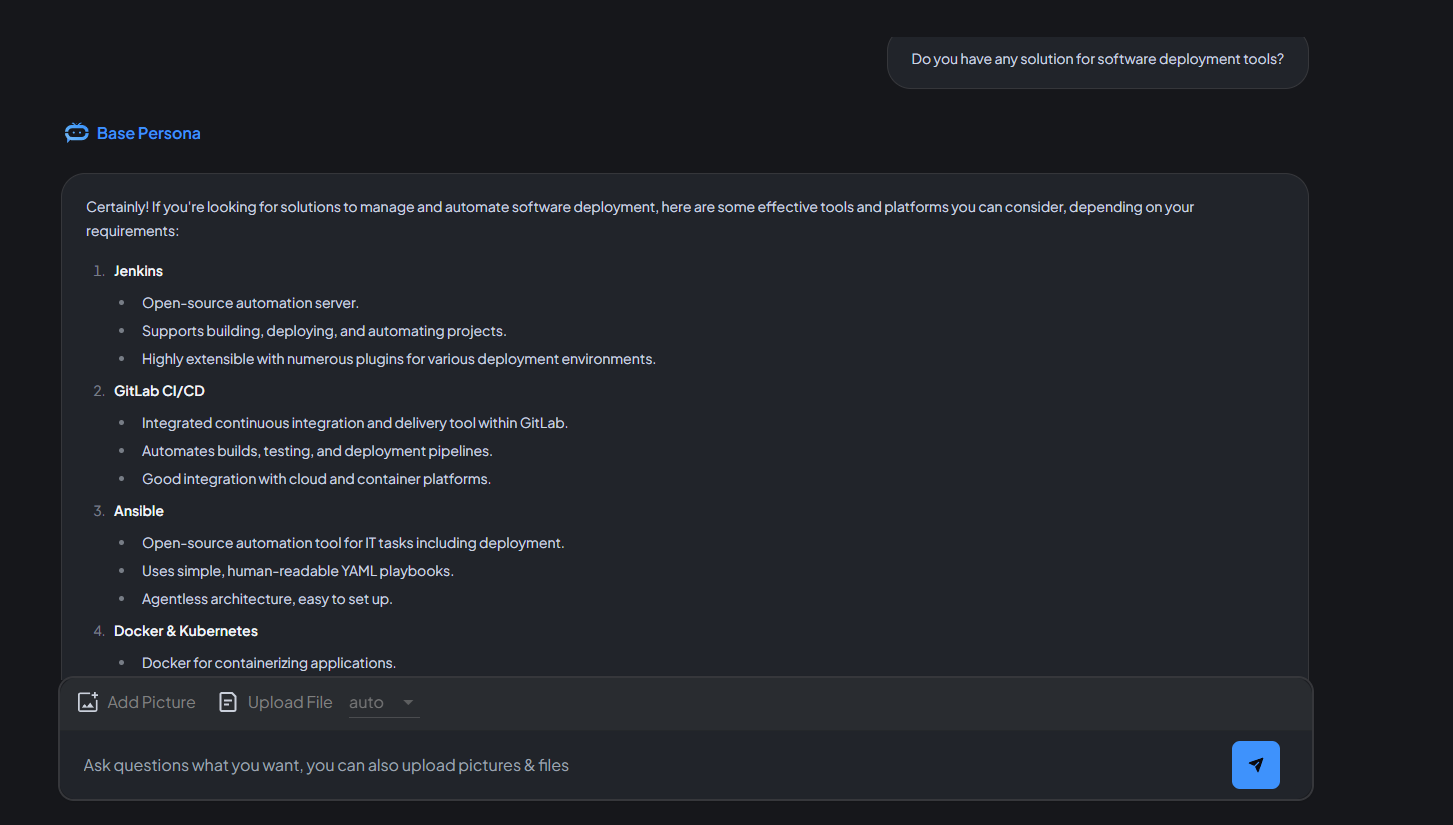 Do you have any solution for software deployment tools?
Base Persona
Certainly! If you're looking for solutions to manage and automate software deployment, here are some effective tools and platforms you can consider, depending on your
requirements:
1. Jenkins
• Open-source automation server.
• Supports building, deploying, and automating projects.
• Highly extensible with numerous plugins for various deployment environments.
2. GitLab CI/CD
• Integrated continuous integration and delivery tool within GitLab.
• Automates builds, testing, and deployment pipelines.
• Good integration with cloud and container platforms.
3. Ansible
• Open-source automation tool for IT tasks including deployment.
• Uses simple, human-readable YAML playbooks.
• Agentless architecture, easy to set up.
4. Docker & Kubernetes
• Docker for containerizing applications.
Add Picture Upload File auto
Ask questions what you want, you can also upload pictures & files